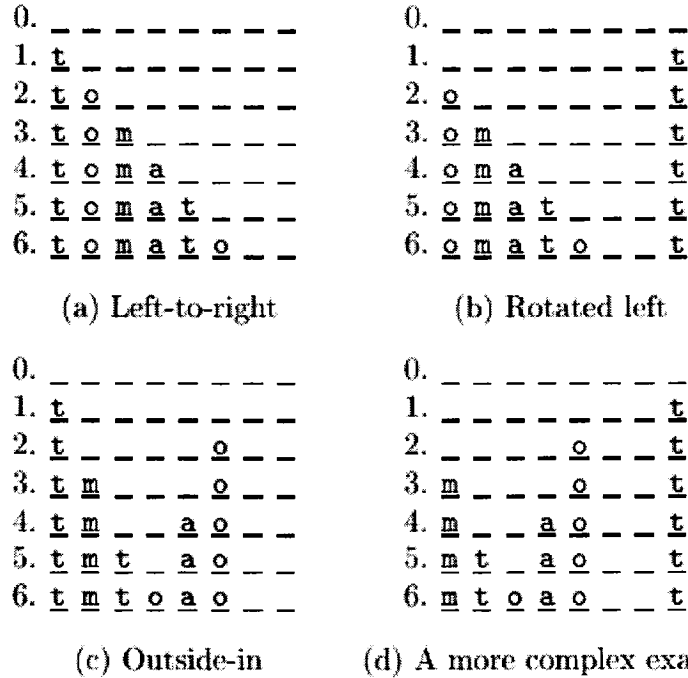 0. _ _ _ _ _ _ _ _
1. t _ _ _ _ _ _ _
2. t o _ _ _ _ _ _
3. t o m _ _ _ _ _
4. t o m a _ _ _ _
5. t o m a t _ _ _
6. t o m a t o _ _
(a) Left-to-right
0. _ _ _ _ _ _ _ _
1. _ _ _ _ _ _ _ t
2. o _ _ _ _ _ _ t
3. o m _ _ _ _ _ t
4. o m a _ _ _ _ t
5. o m a t _ _ _ t
6. o m a t o _ _ t
(b) Rotated left
0. _ _ _ _ _ _ _ _
1. t _ _ _ _ _ _ _
2. t _ _ _ _ o _ _
3. t m _ _ _ o _ _
4. t m _ _ a o _ _
5. t m t _ a o _ _
6. t m t o a o _ _
(c) Outside-in
0. _ _ _ _ _ _ _ _
1. _ _ _ _ _ _ _ t
2. _ _ _ _ o _ _ t
3. m _ _ _ o _ _ t
4. m _ _ a o _ _ t
5. m t _ a o _ _ t
6. m t o a o _ _ t
(d) A more complex exa